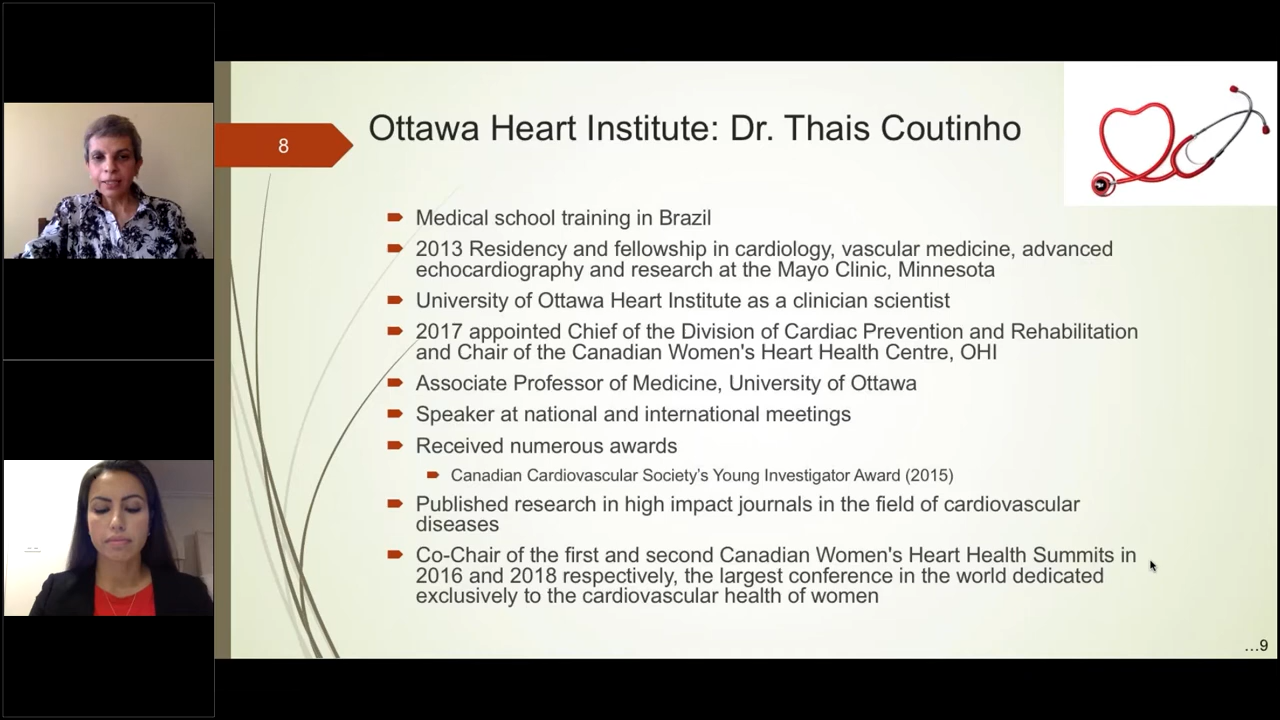 8
Ottawa Heart Institute: Dr. Thais Coutinho
Medical school training in Brazil
2013 Residency and fellowship in cardiology, vascular medicine, advanced
echocardiography and research at the Mayo Clinic, Minnesota
University of Ottawa Heart Institute as a clinician scientist
2017 appointed Chief of the Division of Cardiac Prevention and Rehabilitation
and Chair of the Canadian Women's Heart Health Centre, OHI
Associate Professor of Medicine, University of Ottawa
Speaker at national and international meetings
Received numerous awards
Canadian Cardiovascular Society’s Young Investigator Award (2015)
Published research in high impact journals in the field of cardiovascular
diseases
Co-Chair of the first and second Canadian Women's Heart Health Summits in
2016 and 2018 respectively, the largest conference in the world dedicated
exclusively to the cardiovascular health of women
…9